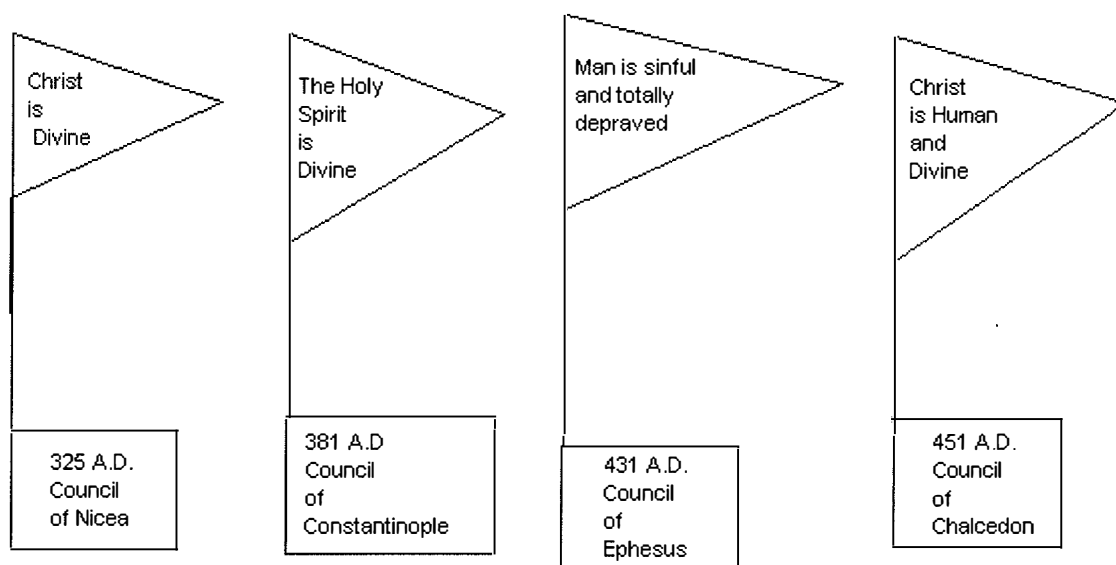 Christ
is
Divine
The Holy
Spirit
is
Divine
Man is sinful
and totally
depraved
Christ
is Human
and
Divine
325 A.D.
Council
of Nicea
381 A.D
Council
of
Constantinople
431 A.D.
Council
of
Ephesus
451 A.D.
Council
of
Chalcedon